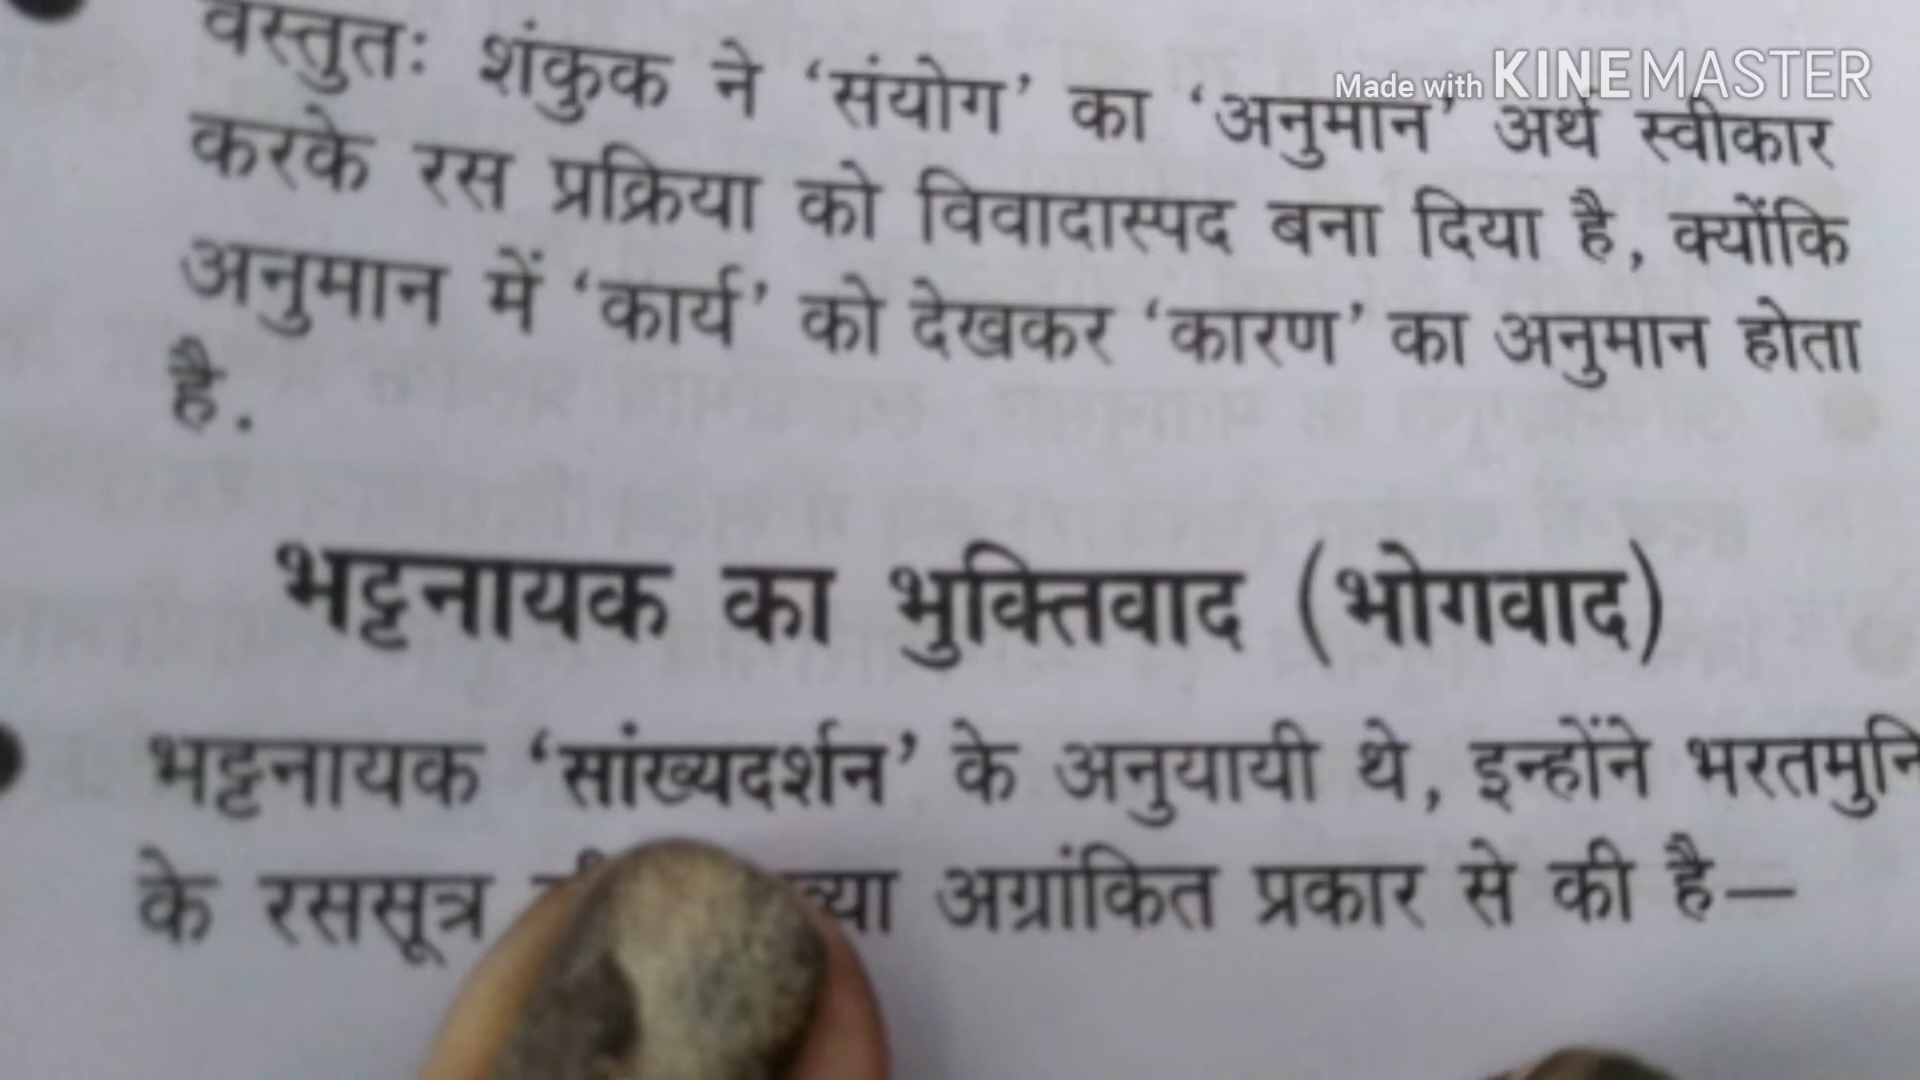 वस्तुतः शंकुक ने ‘संयोग’ का ‘अनुमान’ अर्थ स्वीकार
करके रस प्रक्रिया को विवादास्पद बना दिया है, क्योंकि
अनुमान में ‘कार्य’ को देखकर ‘कारण’ का अनुमान होता
है.
भट्टनायक का भुक्तिवाद (भोगवाद)
भट्टनायक ‘सांख्यदर्शन’ के अनुयायी थे, इन्होंने भरतमुनि
के रससूत्र अग्रांकित प्रकार से की है—
Made with KINEMASTER